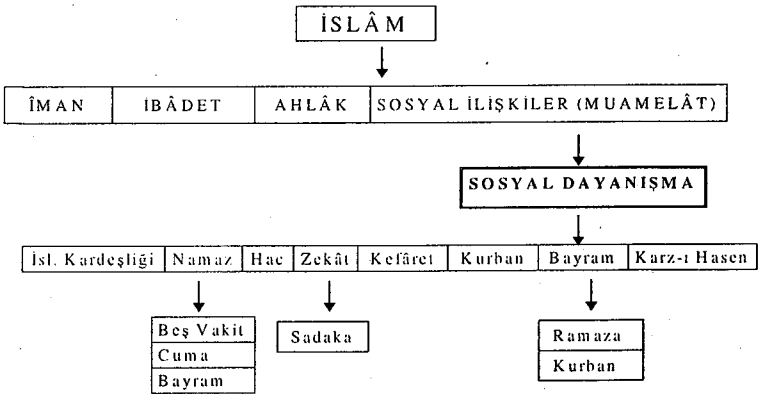 İSLÂM
ÎMAN İBÂDET AHLÂK SOSYAL İLİŞKİLER (MUAMELÂT)
SOSYAL DAYANIŞMA
İsl. Kardeşliği Namaz Hac Zekât Kefâret Kurban Bayram Karz-ı Hasen
Beş Vakit
Cuma
Bayram
Sadaka
Ramaza
Kurban